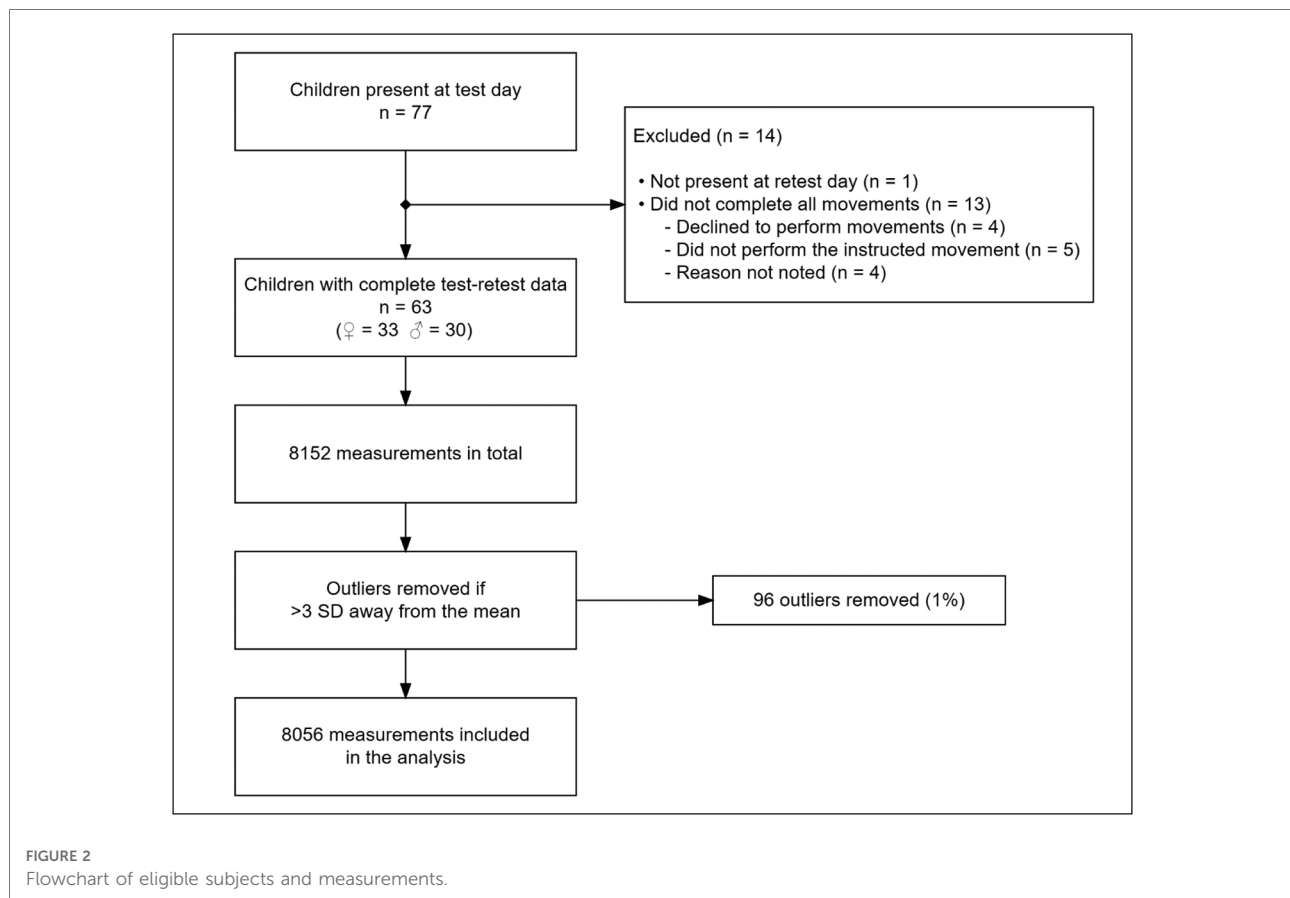 Children present at test day
n = 77
Excluded (n = 14)
• Not present at retest day (n = 1)
• Did not complete all movements (n = 13)
- Declined to perform movements (n = 4)
- Did not perform the instructed movement (n = 5)
- Reason not noted (n = 4)
Children with complete test-retest data
n = 63
(♀ = 33 ♂ = 30)
8152 measurements in total
Outliers removed if
>3 SD away from the mean
96 outliers removed (1%)
8056 measurements included
in the analysis
FIGURE 2
Flowchart of eligible subjects and measurements.